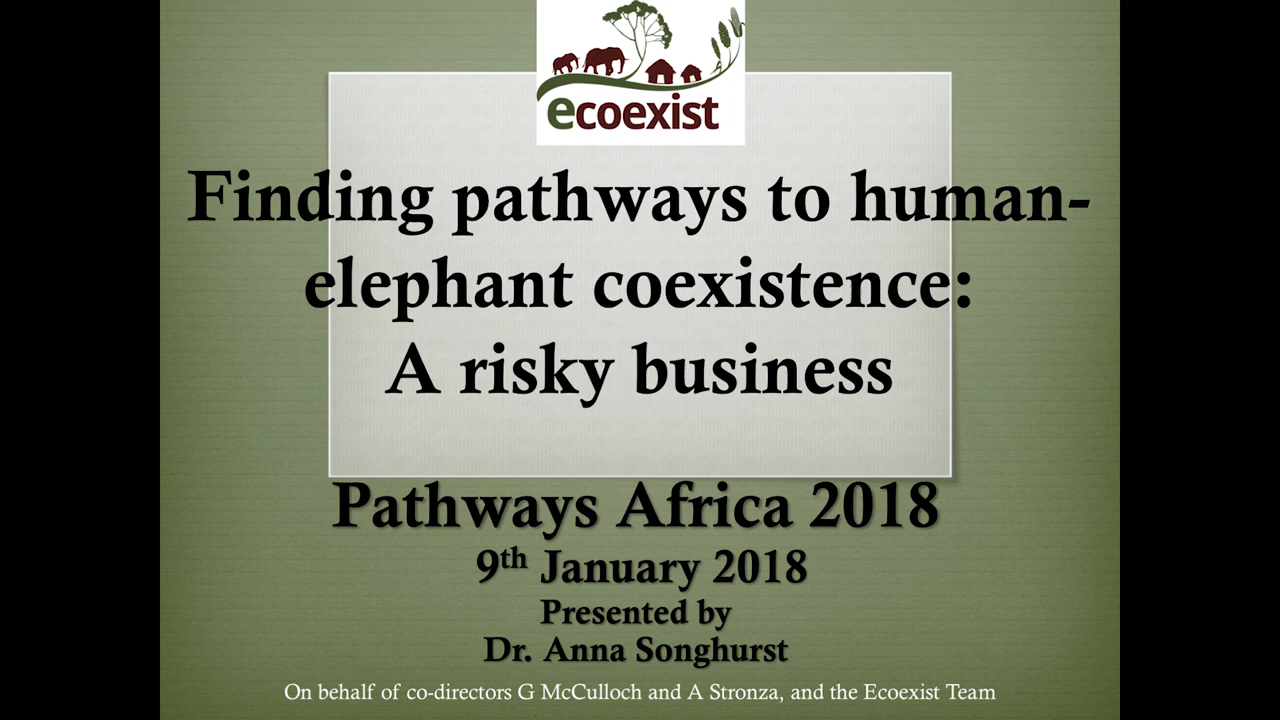 ecoexist
Finding pathways to human-
elephant coexistence:
A risky business
Pathways Africa 2018
9th January 2018
Presented by
Dr. Anna Songhurst
On behalf of co-directors G McCulloch and A Stronza, and the Ecoexist Team